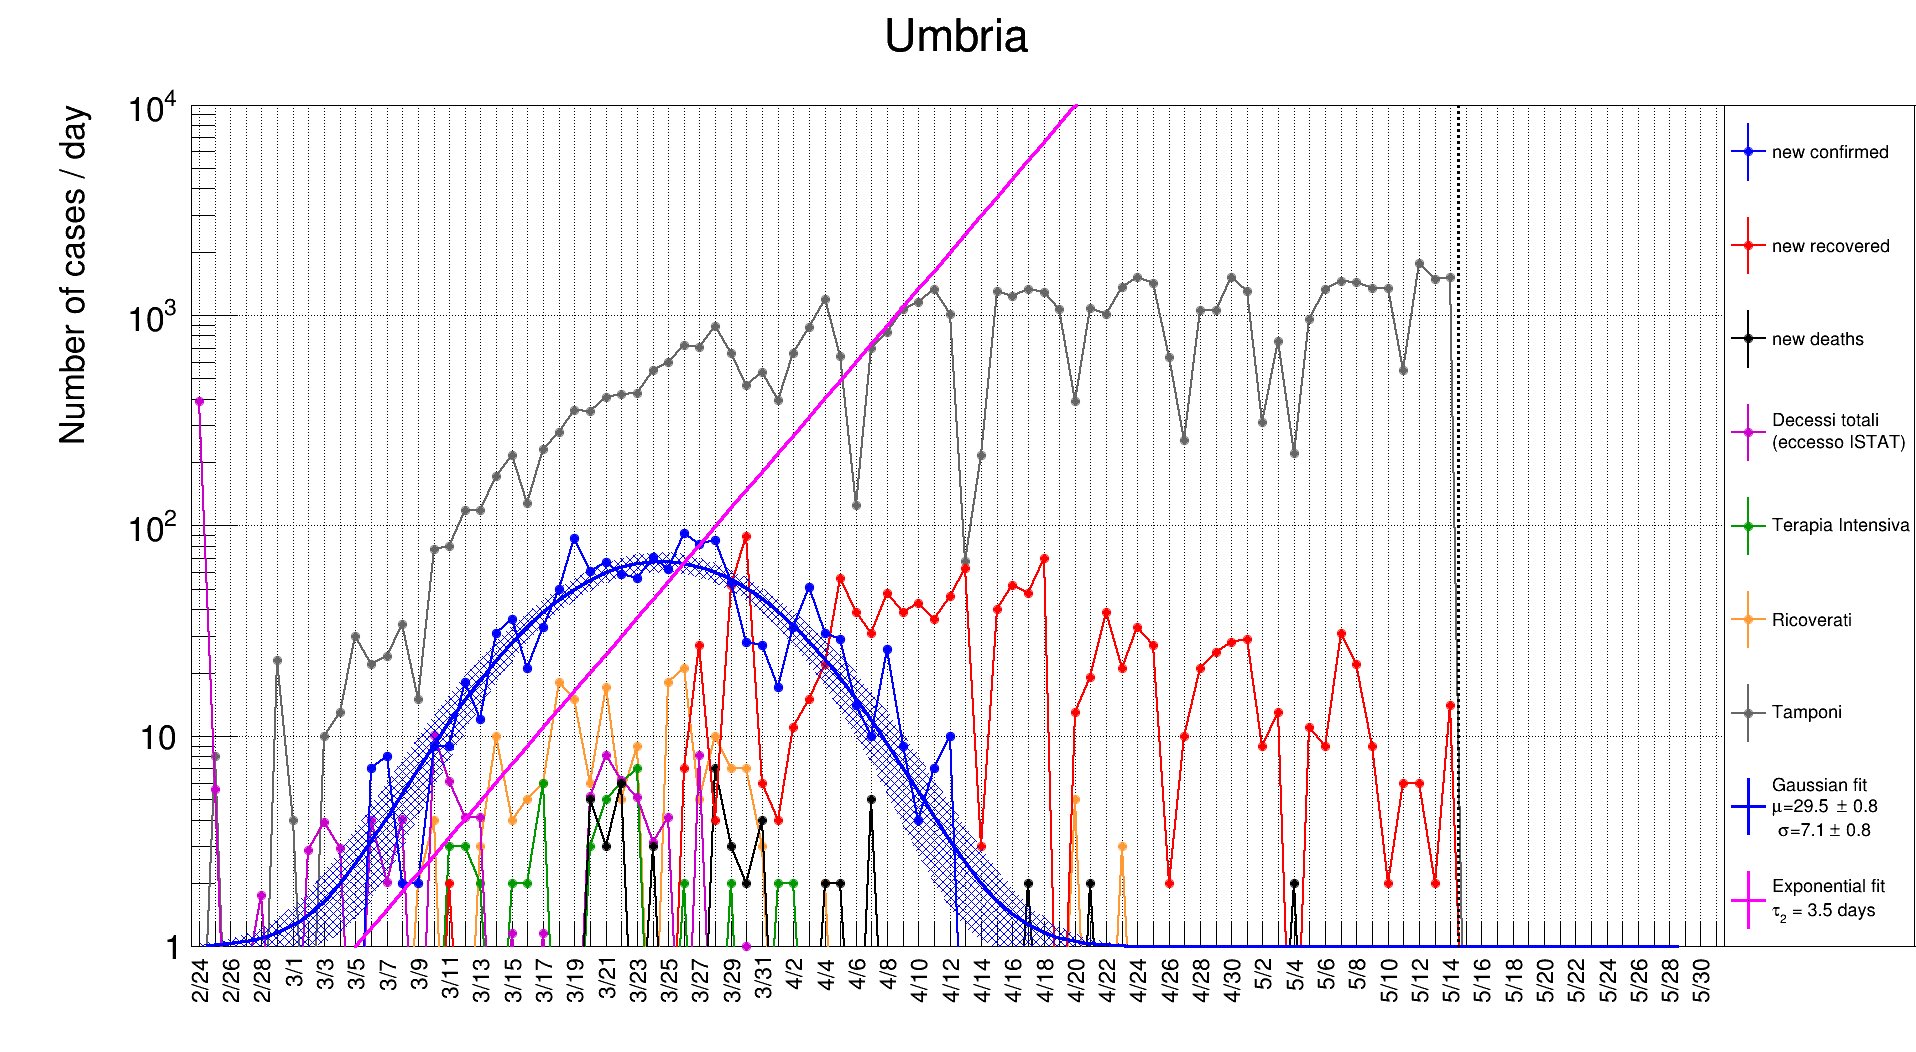 Umbria
Number of cases / day
10^4
10^3
10^2
10
1
2/24 2/26 2/28 3/1 3/3 3/5 3/7 3/9 3/11 3/13 3/15 3/17 3/19 3/21 3/23 3/25 3/27 3/29 3/31 4/2 4/4 4/6 4/8 4/10 4/12 4/14 4/16 4/18 4/20 4/22 4/24 4/26 4/28 4/30 5/2 5/4 5/6 5/8 5/10 5/12 5/14 5/16 5/18 5/20 5/22 5/24 5/26 5/28 5/30
new confirmed
new recovered
new deaths
Decessi totali
(eccesso ISTAT)
Terapia Intensiva
Ricoverati
Tamponi
Gaussian fit
μ=29.5 ± 0.8
σ=7.1 ± 0.8
Exponential fit
τ₂ = 3.5 days